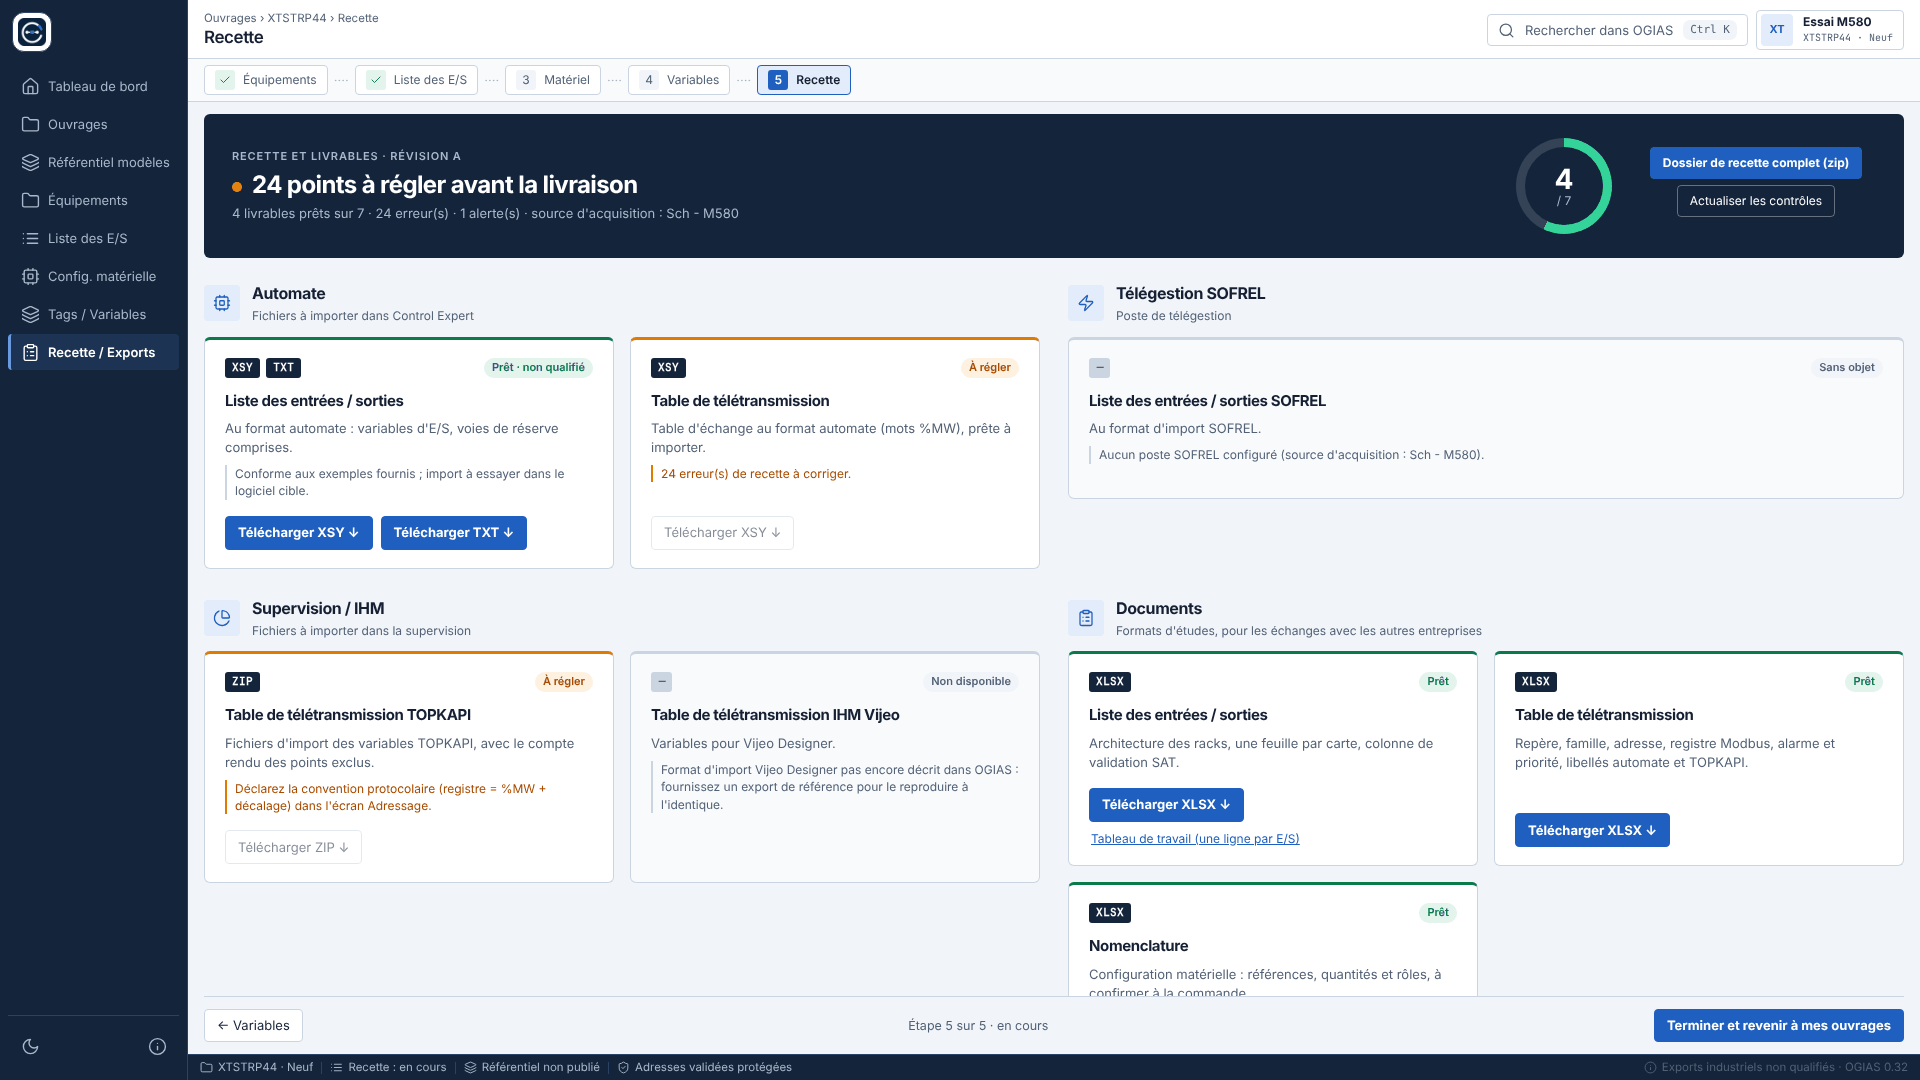 Ouvrages › XTSTRP44 › Recette
Recette
Rechercher dans OGIAS
Ctrl K
XT
Essai M580
XTSTRP44 · Neuf
Tableau de bord
Ouvrages
Référentiel modèles
Équipements
Liste des E/S
Config. matérielle
Tags / Variables
Recette / Exports
Équipements
Liste des E/S
3 Matériel
4 Variables
5 Recette
RECETTE ET LIVRABLES · RÉVISION A
24 points à régler avant la livraison
4 livrables prêts sur 7 · 24 erreur(s) · 1 alerte(s) · source d'acquisition : Sch - M580
4
/ 7
Dossier de recette complet (zip)
Actualiser les contrôles
Automate
Fichiers à importer dans Control Expert
XSY TXT
Prêt · non qualifié
Liste des entrées / sorties
Au format automate : variables d'E/S, voies de réserve
comprises.
Conforme aux exemples fournis ; import à essayer dans le
logiciel cible.
Télécharger XSY ↓
Télécharger TXT ↓
XSY
À régler
Table de télétransmission
Table d'échange au format automate (mots %MW), prête à
importer.
24 erreur(s) de recette à corriger.
Télécharger XSY ↓
Télégestion SOFREL
Poste de télégestion
–
Sans objet
Liste des entrées / sorties SOFREL
Au format d'import SOFREL.
Aucun poste SOFREL configuré (source d'acquisition : Sch - M580).
Supervision / IHM
Fichiers à importer dans la supervision
ZIP
À régler
Table de télétransmission TOPKAPI
Fichiers d'import des variables TOPKAPI, avec le compte
rendu des points exclus.
Déclarez la convention protocolaire (registre = %MW +
décalage) dans l'écran Adressage.
Télécharger ZIP ↓
–
Non disponible
Table de télétransmission IHM Vijeo
Variables pour Vijeo Designer.
Format d'import Vijeo Designer pas encore décrit dans OGIAS :
fournissez un export de référence pour le reproduire à
l'identique.
Documents
Formats d'études, pour les échanges avec les autres entreprises
XLSX
Prêt
Liste des entrées / sorties
Architecture des racks, une feuille par carte, colonne de
validation SAT.
Télécharger XLSX ↓
Tableau de travail (une ligne par E/S)
XLSX
Prêt
Table de télétransmission
Repère, famille, adresse, registre Modbus, alarme et
priorité, libellés automate et TOPKAPI.
Télécharger XLSX ↓
XLSX
Prêt
Nomenclature
Configuration matérielle : références, quantités et rôles, à
confirmer à la commande
← Variables
Étape 5 sur 5 · en cours
Terminer et revenir à mes ouvrages
XTSTRP44 · Neuf
Recette : en cours
Référentiel non publié
Adresses validées protégées
Exports industriels non qualifiés · OGIAS 0.32